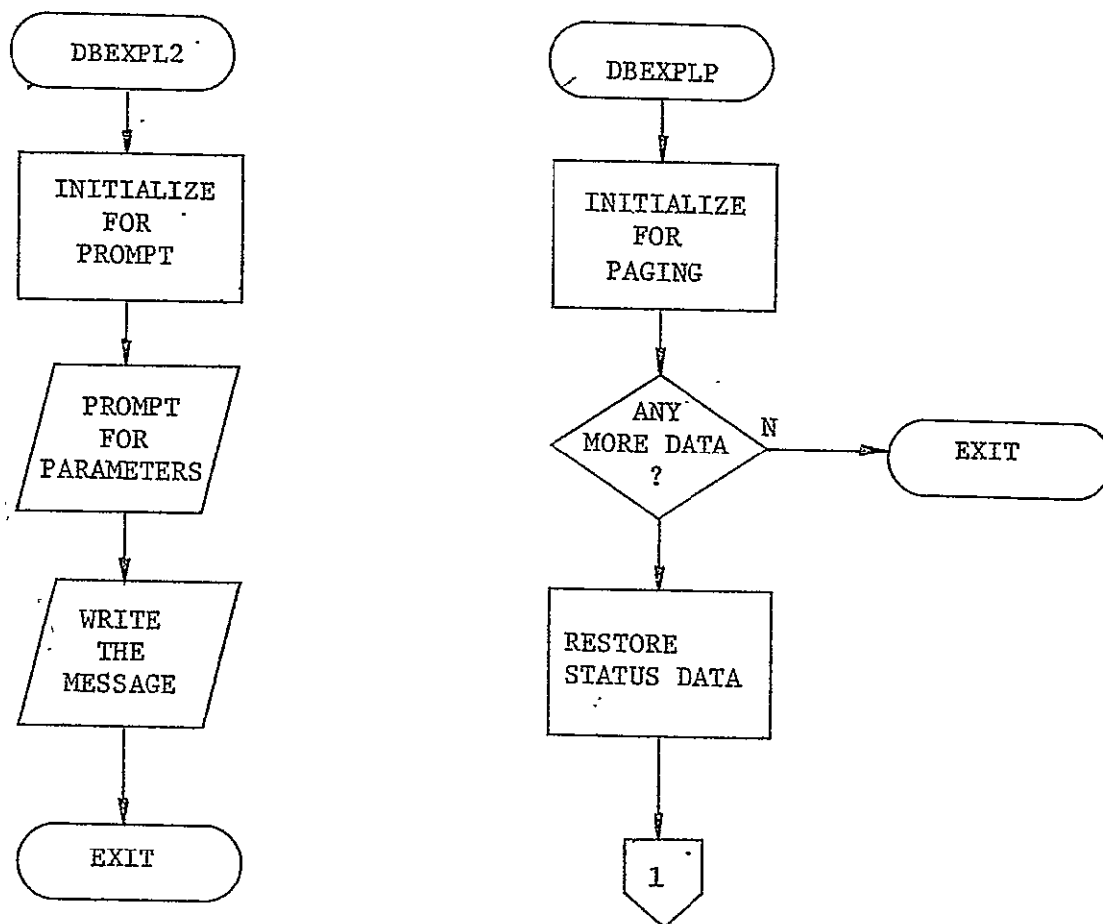 DBEXPL2
INITIALIZE
FOR
PROMPT
PROMPT
FOR
PARAMETERS
WRITE
THE
MESSAGE
EXIT
DBEXPLP
INITIALIZE
FOR
PAGING
ANY
MORE DATA
?
N
EXIT
RESTORE
STATUS DATA
1